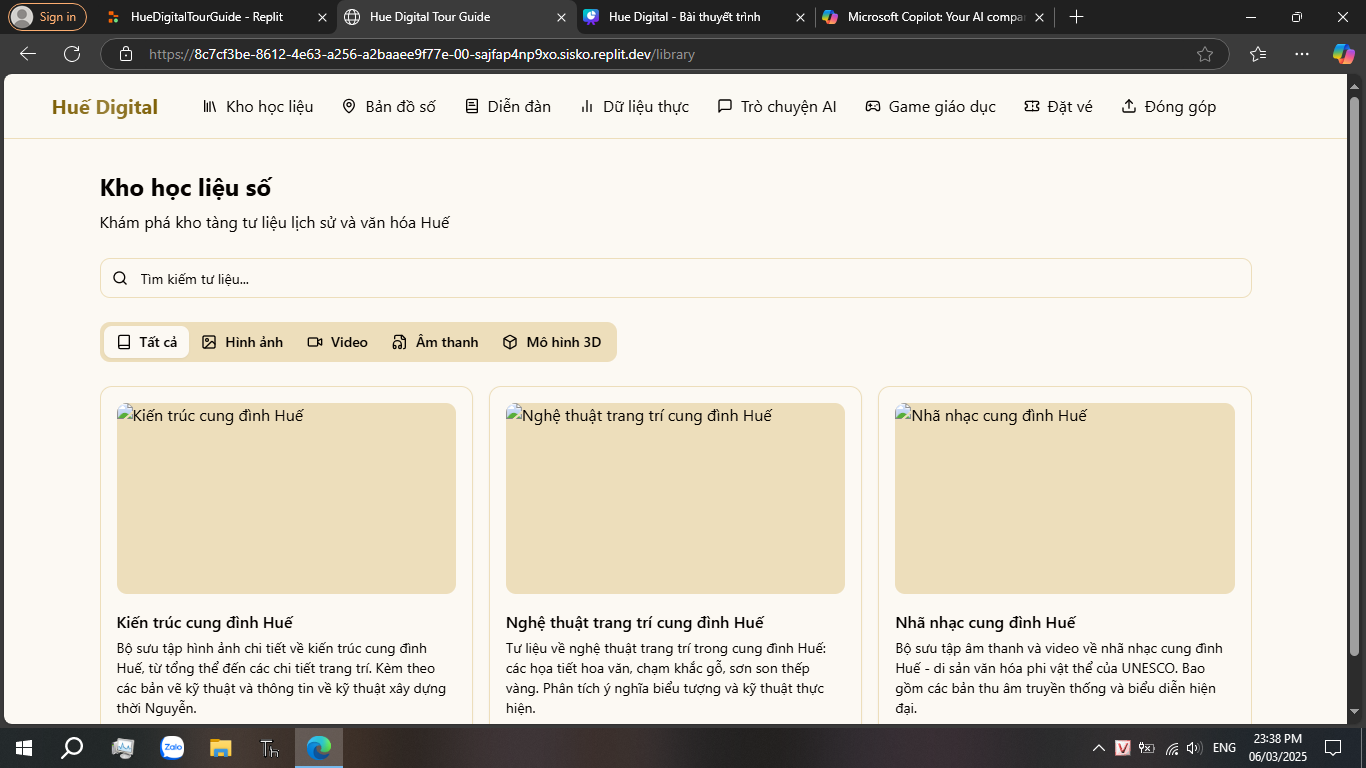 Sign in
HueDigitalTourGuide - Replit
Hue Digital Tour Guide
Hue Digital - Bài thuyết trình
Microsoft Copilot: Your AI compa
https://8c7cf3be-8612-4e63-a256-a2baaee9f77e-00-sajfap4np9xo.sisko.replit.dev/library
Huế Digital
Kho học liệu
Bản đồ số
Diễn đàn
Dữ liệu thực
Trò chuyện AI
Game giáo dục
Đặt vé
Đóng góp
Kho học liệu số
Khám phá kho tàng tư liệu lịch sử và văn hóa Huế
Tìm kiếm tư liệu...
Tất cả
Hình ảnh
Video
Âm thanh
Mô hình 3D
Kiến trúc cung đình Huế
Kiến trúc cung đình Huế
Bộ sưu tập hình ảnh chi tiết về kiến trúc cung đình
Huế, từ tổng thể đến các chi tiết trang trí. Kèm theo
các bản vẽ kỹ thuật và thông tin về kỹ thuật xây dựng
thời Nguyễn.
Nghệ thuật trang trí cung đình Huế
Nghệ thuật trang trí cung đình Huế
Tư liệu về nghệ thuật trang trí trong cung đình Huế:
các họa tiết hoa văn, chạm khắc gỗ, sơn son thếp
vàng. Phân tích ý nghĩa biểu tượng và kỹ thuật thực
hiện.
Nhã nhạc cung đình Huế
Nhã nhạc cung đình Huế
Bộ sưu tập âm thanh và video về nhã nhạc cung đình
Huế - di sản văn hóa phi vật thể của UNESCO. Bao
gồm các bản thu âm truyền thống và biểu diễn hiện
đại.
Zalo
Th
V
ENG
23:38 PM
06/03/2025